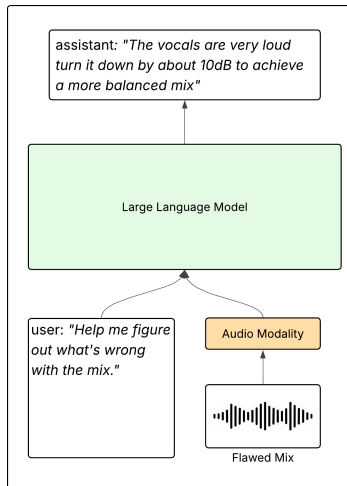 assistant: "The vocals are very loud
turn it down by about 10dB to achieve
a more balanced mix"
Large Language Model
user: "Help me figure
out what's wrong
with the mix."
Audio Modality
Flawed Mix